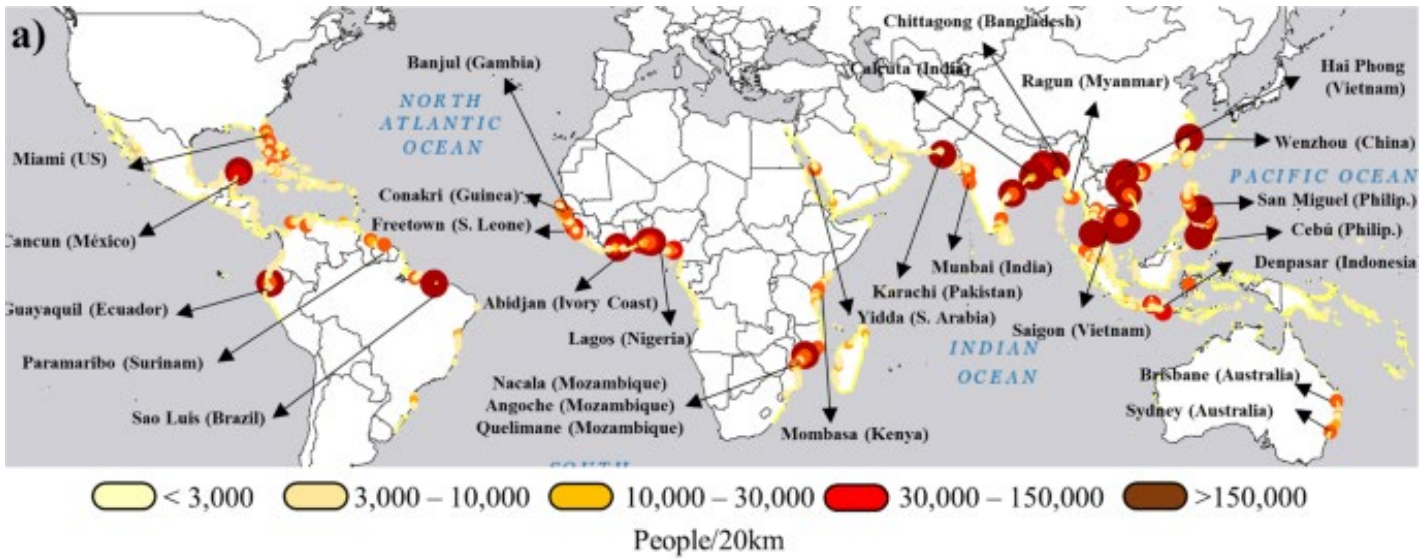 a)
Chittagong (Bangladesh)
Banjul (Gambia)
Calcuta (India)
Ragun (Myanmar)
Hai Phong
(Vietnam)
NORTH
ATLANTIC
OCEAN
Miami (US)
Wenzhou (China)
PACIFIC OCEAN
Conakri (Guinea)
San Miguel (Philip.)
Freetown (S. Leone)
Cancun (México)
Cebú (Philip.)
Munbai (India)
Denpasar (Indonesia
Guayaquil (Ecuador)
Abidjan (Ivory Coast)
Karachi (Pakistan)
Yidda (S. Arabia)
Saigon (Vietnam)
Lagos (Nigeria)
INDIAN
OCEAN
Paramaribo (Surinam)
Nacala (Mozambique)
Angoche (Mozambique)
Quelimane (Mozambique)
Brisbane (Australia)
Sydney (Australia)
Sao Luis (Brazil)
Mombasa (Kenya)
SOUTH
< 3,000
3,000 – 10,000
10,000 – 30,000
30,000 – 150,000
>150,000
People/20km